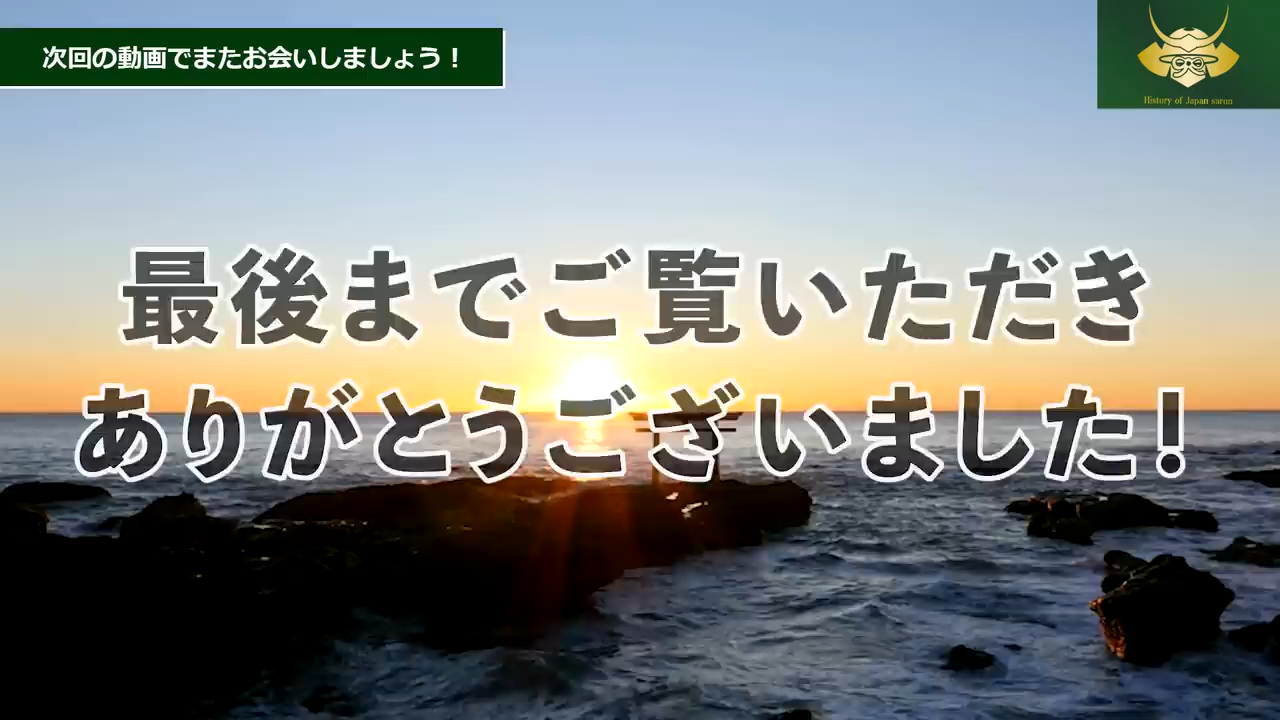 次回の動画でまたお会いしましょう！
History of Japan saron
最後までご覧いただき
ありがとうございました！